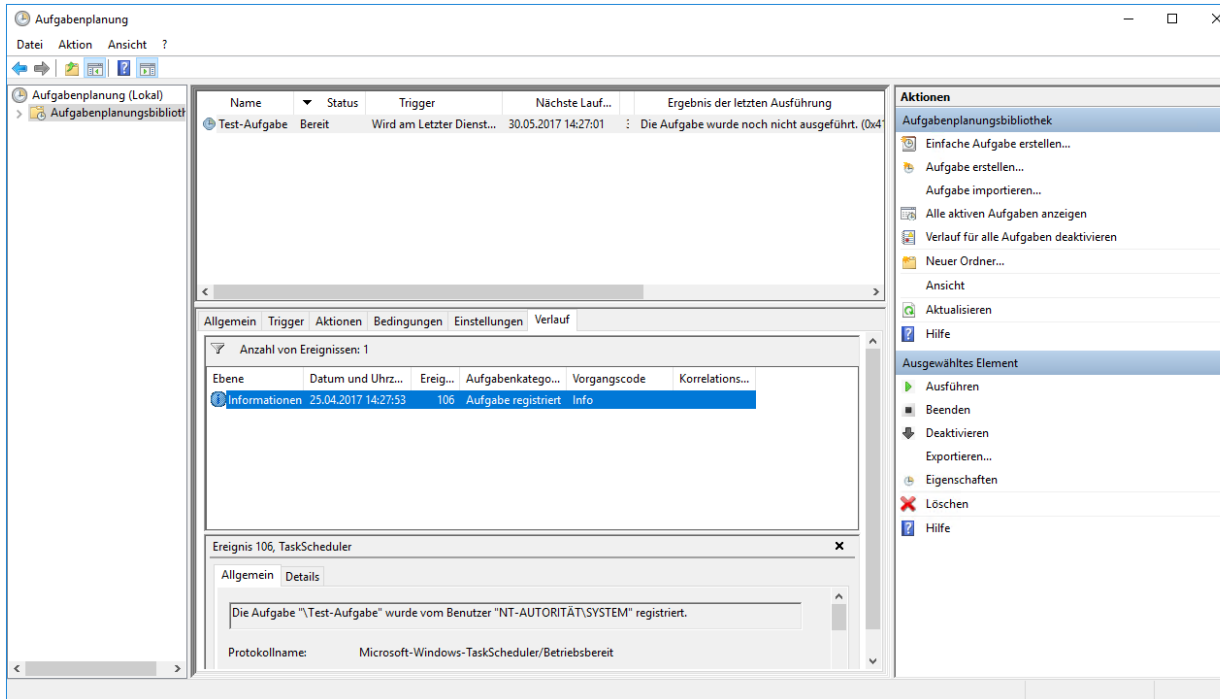 Aufgabenplanung
Datei Aktion Ansicht ?
Aufgabenplanung (Lokal)
Aufgabenplanungsbiblioth
Name Status Trigger Nächste Lauf... Ergebnis der letzten Ausführung
Test-Aufgabe Bereit Wird am Letzter Dienst... 30.05.2017 14:27:01 Die Aufgabe wurde noch nicht ausgeführt. (0x41
Allgemein Trigger Aktionen Bedingungen Einstellungen Verlauf
Anzahl von Ereignissen: 1
Ebene Datum und Uhrz... Ereig... Aufgabenkatego... Vorgangscode Korrelations...
Informationen 25.04.2017 14:27:53 106 Aufgabe registriert Info
Ereignis 106, TaskScheduler
Allgemein Details
Die Aufgabe "\Test-Aufgabe" wurde vom Benutzer "NT-AUTORITÄT\SYSTEM" registriert.
Protokollname: Microsoft-Windows-TaskScheduler/Betriebsbereit
Aktionen
Aufgabenplanungsbibliothek
Einfache Aufgabe erstellen...
Aufgabe erstellen...
Aufgabe importieren...
Alle aktiven Aufgaben anzeigen
Verlauf für alle Aufgaben deaktivieren
Neuer Ordner...
Ansicht
Aktualisieren
Hilfe
Ausgewähltes Element
Ausführen
Beenden
Deaktivieren
Exportieren...
Eigenschaften
Löschen
Hilfe